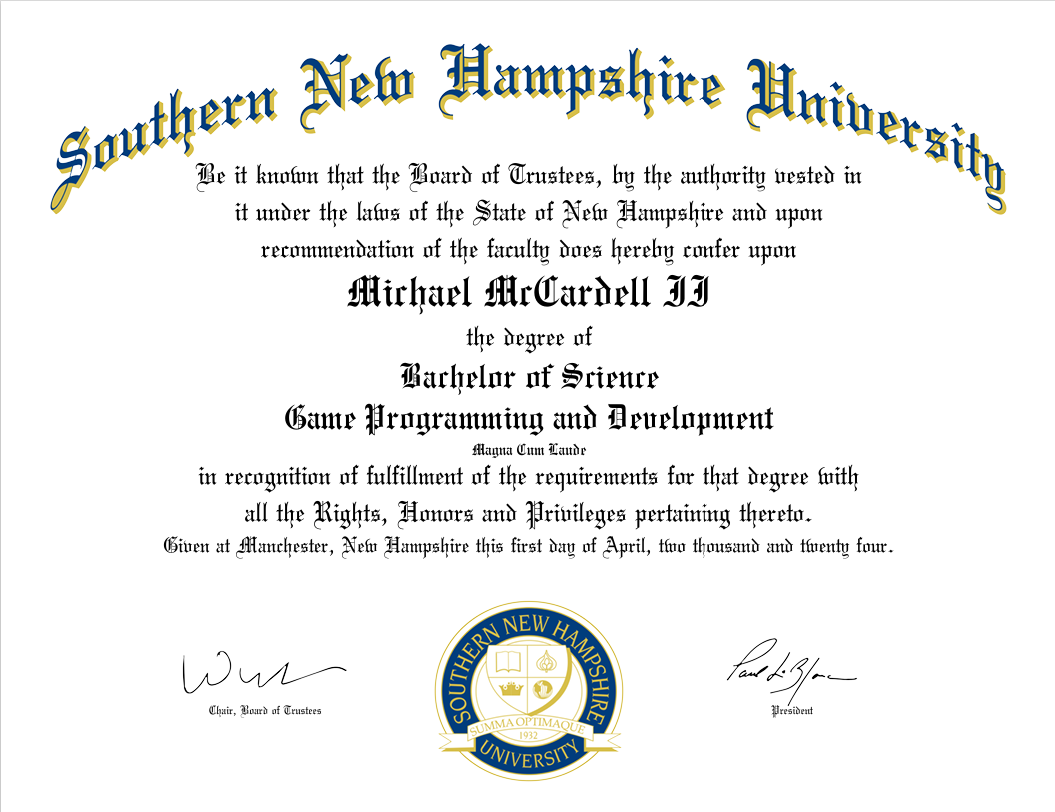 Southern New Hampshire University
Be it known that the Board of Trustees, by the authority vested in
it under the laws of the State of New Hampshire and upon
recommendation of the faculty does hereby confer upon
Michael McCardell II
the degree of
Bachelor of Science
Game Programming and Development
Magna Cum Laude
in recognition of fulfillment of the requirements for that degree with
all the Rights, Honors and Privileges pertaining thereto.
Given at Manchester, New Hampshire this first day of April, two thousand and twenty four.
SOUTHERN NEW HAMPSHIRE
UNIVERSITY
SUMMA OPTIMAQUE
1932
Chair, Board of Trustees
President